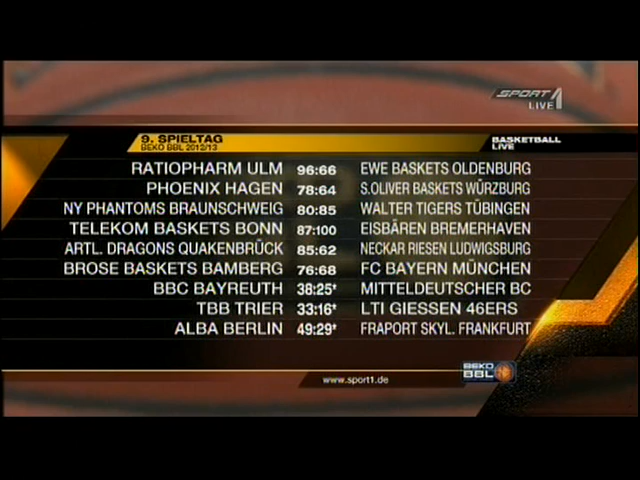 SPORT1
LIVE
9. SPIELTAG
BEKO BBL 2012/13
BASKETBALL
LIVE
RATIOPHARM ULM 96:66 EWE BASKETS OLDENBURG
PHOENIX HAGEN 78:64 S.OLIVER BASKETS WÜRZBURG
NY PHANTOMS BRAUNSCHWEIG 80:85 WALTER TIGERS TÜBINGEN
TELEKOM BASKETS BONN 87:100 EISBÄREN BREMERHAVEN
ARTL. DRAGONS QUAKENBRÜCK 85:62 NECKAR RIESEN LUDWIGSBURG
BROSE BASKETS BAMBERG 76:68 FC BAYERN MÜNCHEN
BBC BAYREUTH 38:25* MITTELDEUTSCHER BC
TBB TRIER 33:16* LTI GIESSEN 46ERS
ALBA BERLIN 49:29* FRAPORT SKYL. FRANKFURT
www.sport1.de
BEKO
BBL